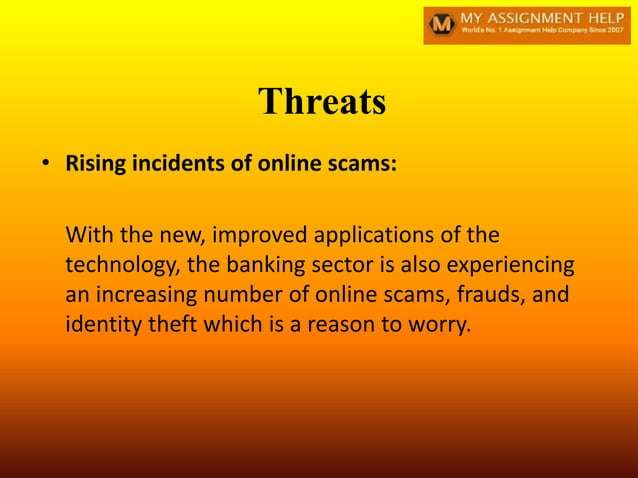 MY ASSIGNMENT HELP
World's No. 1 Assignment Help Company Since 2007
Threats
• Rising incidents of online scams:
With the new, improved applications of the
technology, the banking sector is also experiencing
an increasing number of online scams, frauds, and
identity theft which is a reason to worry.